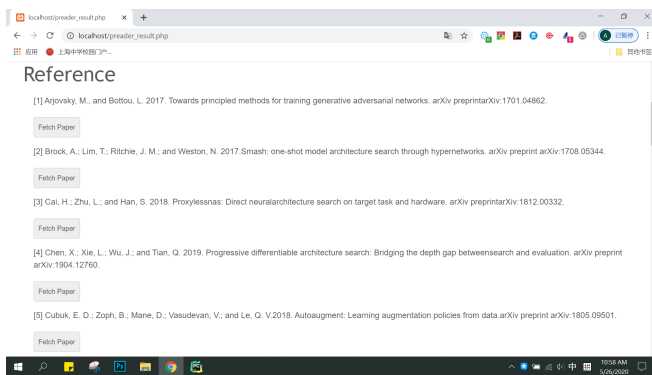 localhost/preader_result.php
localhost/preader_result.php
已暂停
应用 上海中学校园门户...
其他书签
Reference
[1] Arjovsky, M., and Bottou, L. 2017. Towards principled methods for training generative adversarial networks. arXiv preprintarXiv:1701.04862.
Fetch Paper
[2] Brock, A.; Lim, T.; Ritchie, J. M.; and Weston, N. 2017.Smash: one-shot model architecture search through hypernetworks. arXiv preprint arXiv:1708.05344.
Fetch Paper
[3] Cai, H.; Zhu, L.; and Han, S. 2018. Proxylessnas: Direct neuralarchitecture search on target task and hardware. arXiv preprintarXiv:1812.00332.
Fetch Paper
[4] Chen, X.; Xie, L.; Wu, J.; and Tian, Q. 2019. Progressive differentiable architecture search: Bridging the depth gap betweensearch and evaluation. arXiv preprint
arXiv:1904.12760.
Fetch Paper
[5] Cubuk, E. D.; Zoph, B.; Mane, D.; Vasudevan, V.; and Le, Q. V.2018. Autoaugment: Learning augmentation policies from data.arXiv preprint arXiv:1805.09501.
Fetch Paper
Ps PC 中 拼 10:58 AM
5/26/2020